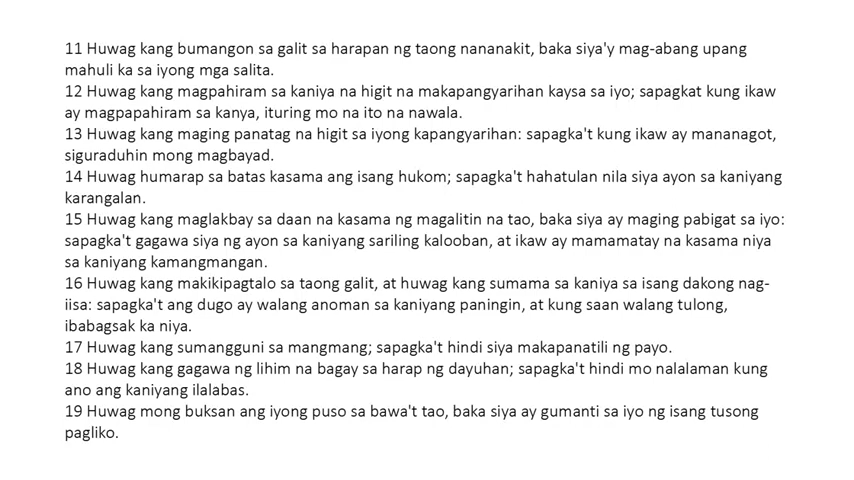 11 Huwag kang bumangon sa galit sa harapan ng taong nananakit, baka siya'y mag-abang upang
mahuli ka sa iyong mga salita.
12 Huwag kang magpahiram sa kaniya na higit na makapangyarihan kaysa sa iyo; sapagkat kung ikaw
ay magpapahiram sa kanya, ituring mo na ito na nawala.
13 Huwag kang maging panatag na higit sa iyong kapangyarihan: sapagka't kung ikaw ay mananagot,
siguraduhin mong magbayad.
14 Huwag humarap sa batas kasama ang isang hukom; sapagka't hahatulan nila siya ayon sa kaniyang
karangalan.
15 Huwag kang maglakbay sa daan na kasama ng magalitin na tao, baka siya ay maging pabigat sa iyo:
sapagka't gagawa siya ng ayon sa kaniyang sariling kalooban, at ikaw ay mamamatay na kasama niya
sa kaniyang kamangmangan.
16 Huwag kang makikipagtalo sa taong galit, at huwag kang sumama sa kaniya sa isang dakong nag-
iisa: sapagka't ang dugo ay walang anoman sa kaniyang paningin, at kung saan walang tulong,
ibabagsak ka niya.
17 Huwag kang sumangguni sa mangmang; sapagka't hindi siya makapanatili ng payo.
18 Huwag kang gagawa ng lihim na bagay sa harap ng dayuhan; sapagka't hindi mo nalalaman kung
ano ang kaniyang ilalabas.
19 Huwag mong buksan ang iyong puso sa bawa't tao, baka siya ay gumanti sa iyo ng isang tusong
pagliko.